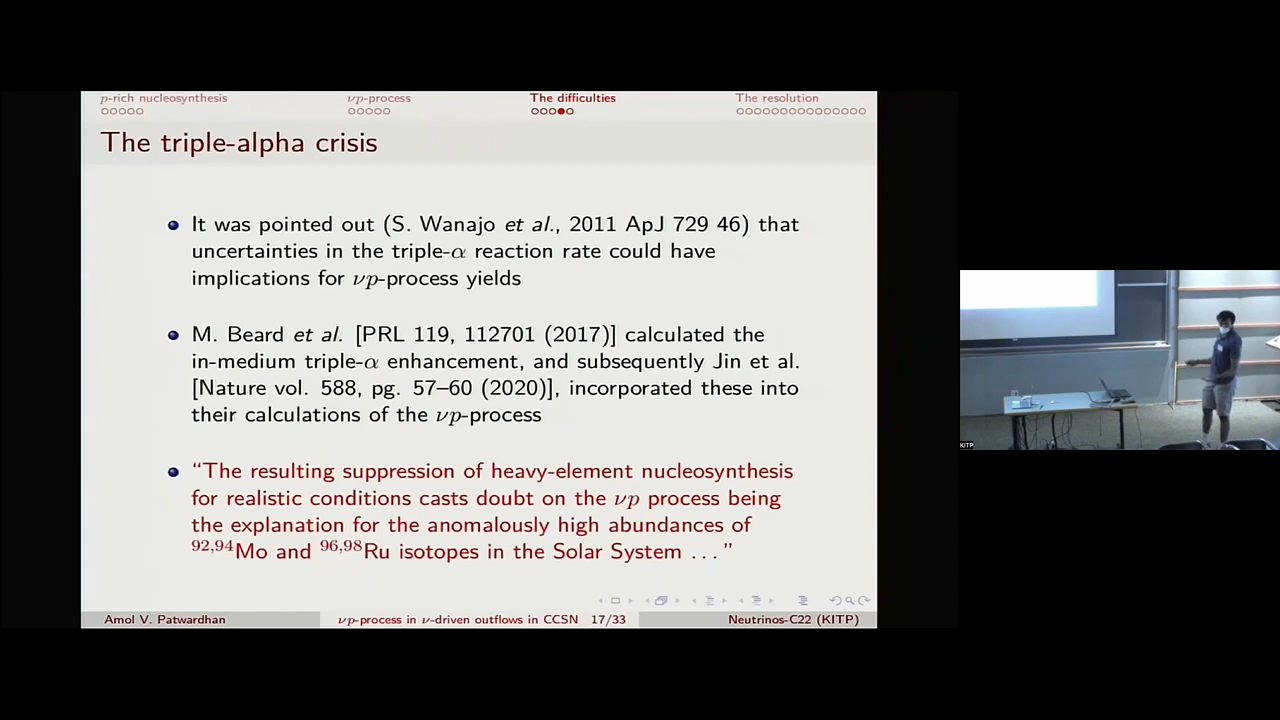 p-rich nucleosynthesis νp-process The difficulties The resolution
The triple-alpha crisis
It was pointed out (S. Wanajo et al., 2011 ApJ 729 46) that
uncertainties in the triple-α reaction rate could have
implications for νp-process yields
M. Beard et al. [PRL 119, 112701 (2017)] calculated the
in-medium triple-α enhancement, and subsequently Jin et al.
[Nature vol. 588, pg. 57–60 (2020)], incorporated these into
their calculations of the νp-process
“The resulting suppression of heavy-element nucleosynthesis
for realistic conditions casts doubt on the νp process being
the explanation for the anomalously high abundances of
⁹²,⁹⁴Mo and ⁹⁶,⁹⁸Ru isotopes in the Solar System ...”
Amol V. Patwardhan νp-process in ν-driven outflows in CCSN 17/33 Neutrinos-C22 (KITP)
KITP